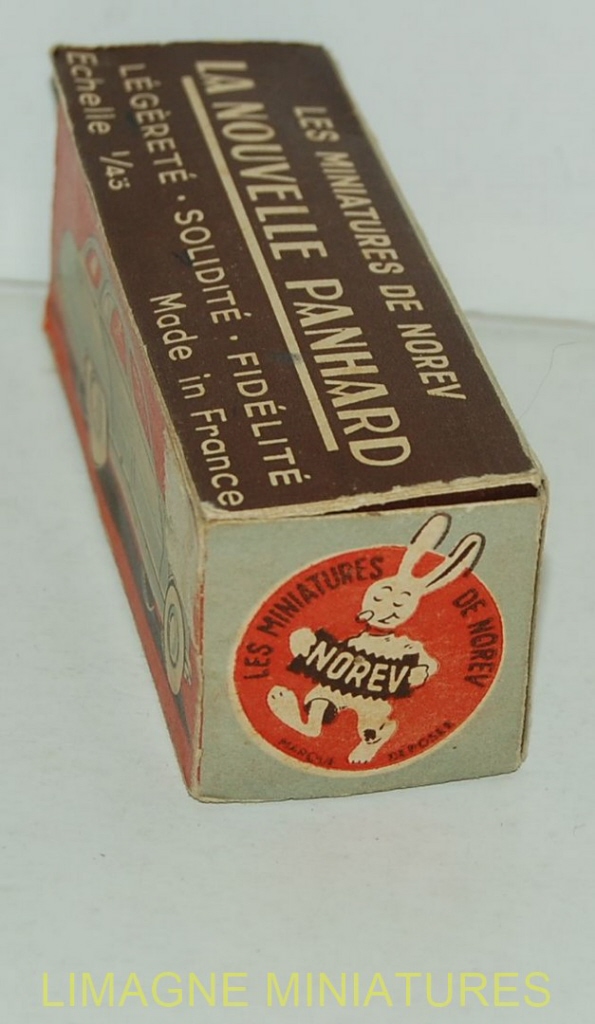 LES MINIATURES DE NOREV
LA NOUVELLE PANHARD
LÉGÈRETÉ · SOLIDITÉ · FIDÉLITÉ
Echelle 1/43 Made in France
LES MINIATURES DE NOREV
NOREV
MARQUE DEPOSÉE
LIMAGNE MINIATURES